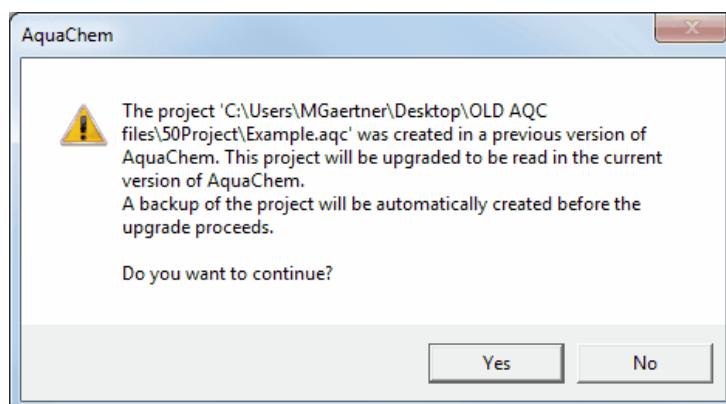 AquaChem
The project 'C:\Users\MGaertner\Desktop\OLD AQC
files\50Project\Example.aqc' was created in a previous version of
AquaChem. This project will be upgraded to be read in the current
version of AquaChem.
A backup of the project will be automatically created before the
upgrade proceeds.
Do you want to continue?
Yes
No